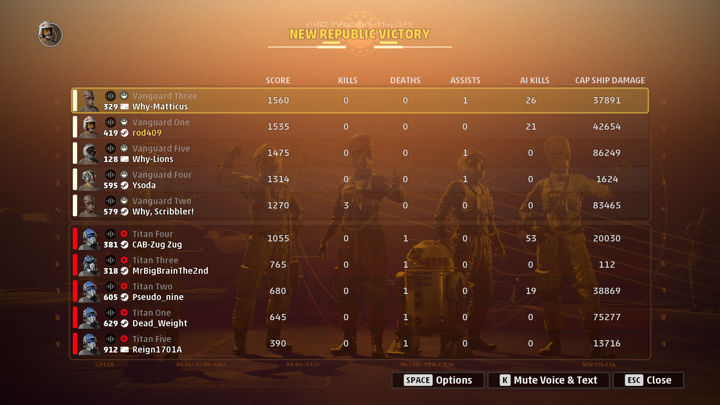 NEW REPUBLIC VICTORY
SCORE KILLS DEATHS ASSISTS AI KILLS CAP SHIP DAMAGE
Vanguard Three
329 Why-Matticus 1560 0 0 1 26 37891
Vanguard One
419 rod409 1535 0 0 0 21 42654
Vanguard Five
128 Why-Lions 1475 0 0 1 0 86249
Vanguard Four
595 Ysoda 1314 0 0 1 0 1624
Vanguard Two
579 Why, Scribbler! 1270 3 0 0 0 83465
Titan Four
381 CAB-Zug Zug 1055 0 1 0 53 20030
Titan Three
318 MrBigBrainThe2nd 765 0 1 0 0 112
Titan Two
605 Pseudo_nine 680 0 1 0 19 38869
Titan One
629 Dead_Weight 645 0 1 0 0 75277
Titan Five
912 Reign1701A 390 0 1 0 0 13716
SPACE Options K Mute Voice & Text ESC Close